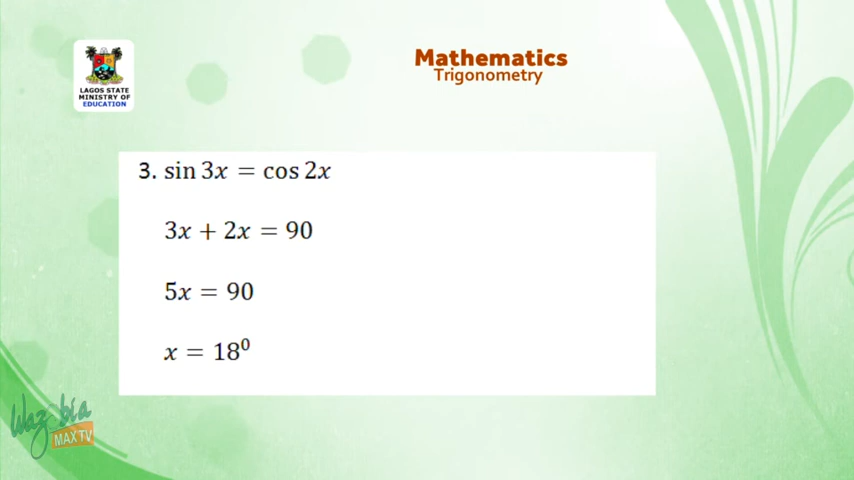 Mathematics
Trigonometry
LAGOS STATE
MINISTRY OF
EDUCATION
3. sin 3x = cos 2x
3x + 2x = 90
5x = 90
x = 18⁰
Wazobia
MAX TV